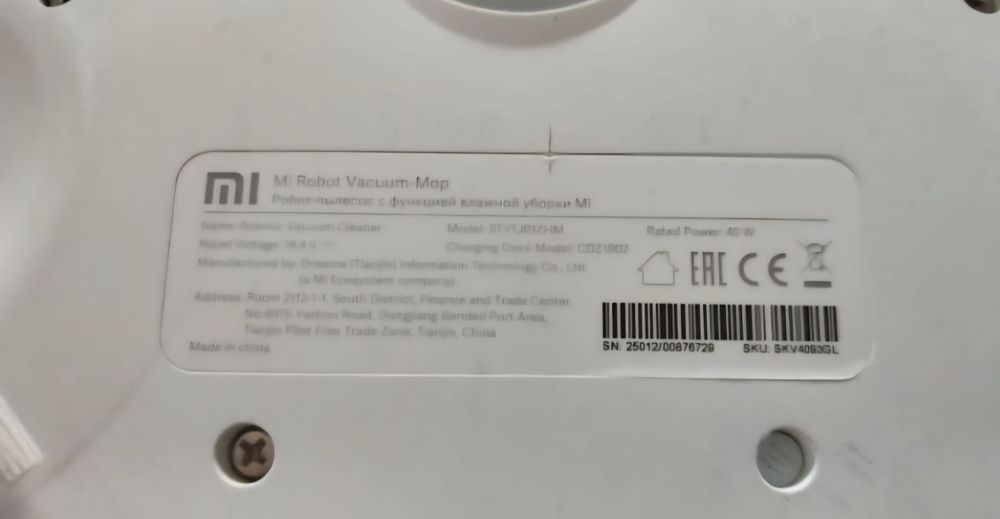 mi Mi Robot Vacuum-Mop
Робот-пылесос с функцией влажной уборки Mi
Name: Robotic Vacuum Cleaner Model: Rated Power: 40 W
Rated Voltage: 14.4 V ⎓ Charging Dock Model: CDZ1902
Manufactured by: Dreame (Tianjin) Information Technology Co., Ltd.
(a Mi Ecosystem company)
Address: Room 2112-1-1, South District, Finance and Trade Center,
No.6975 Yazhou Road, Dongjiang Bonded Port Area,
Tianjin Pilot Free Trade Zone, Tianjin, China
Made in china
EAC CE
SN: 25012/00876729 SKU: